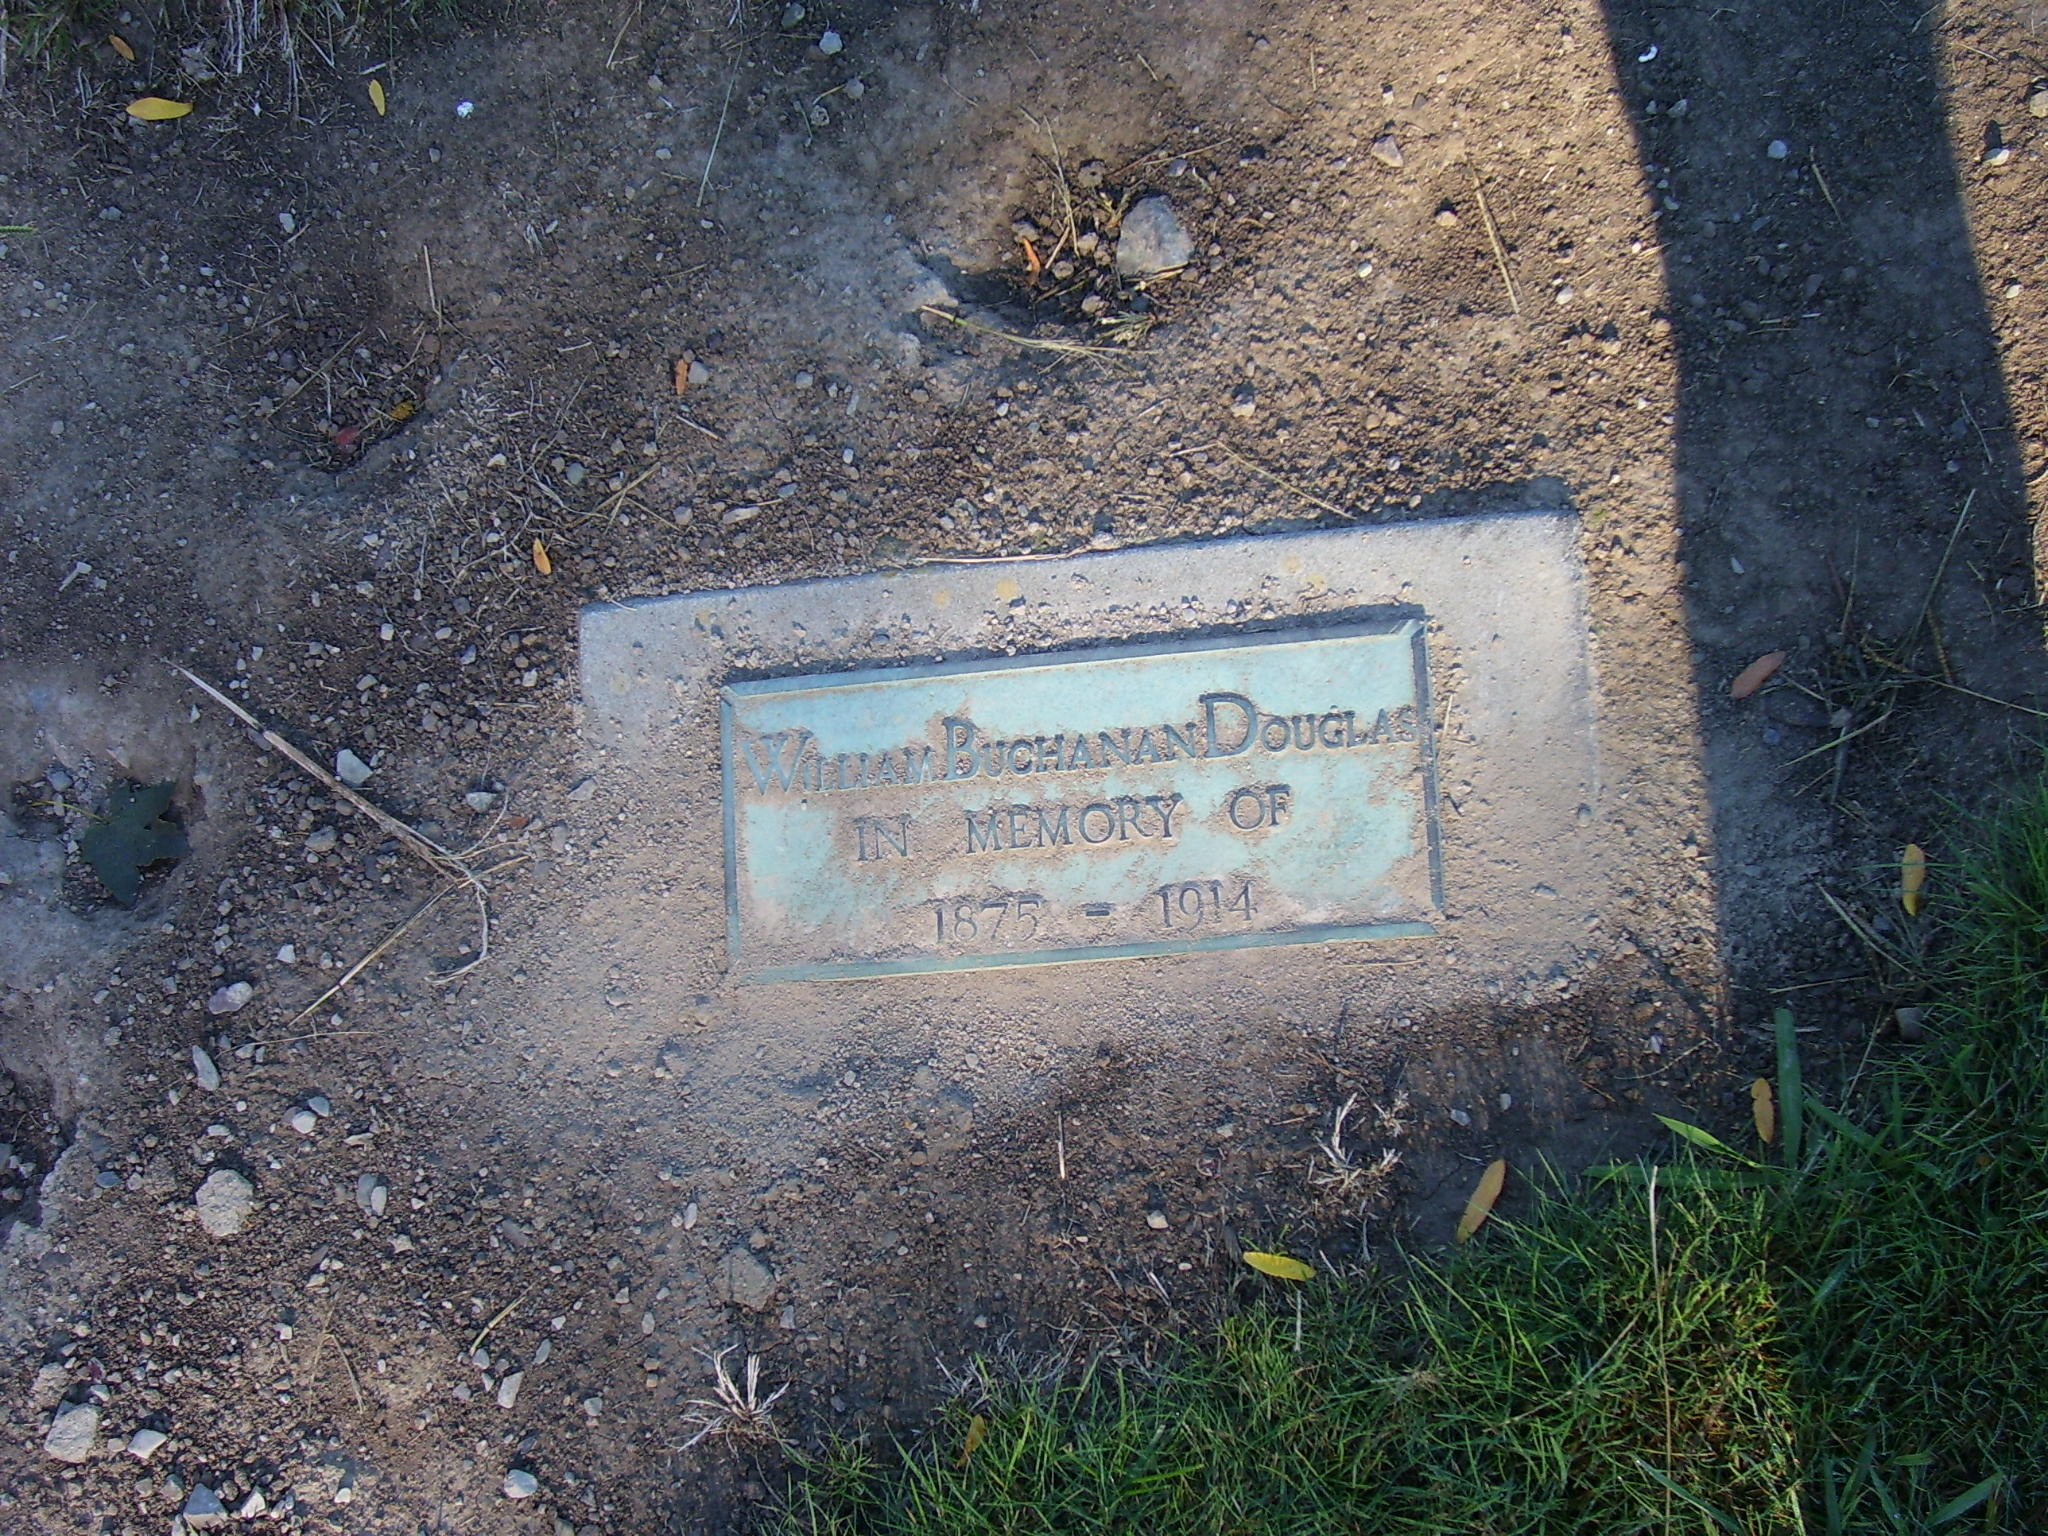 WILLIAM BUCHANAN DOUGLAS
IN MEMORY OF
1875 - 1914